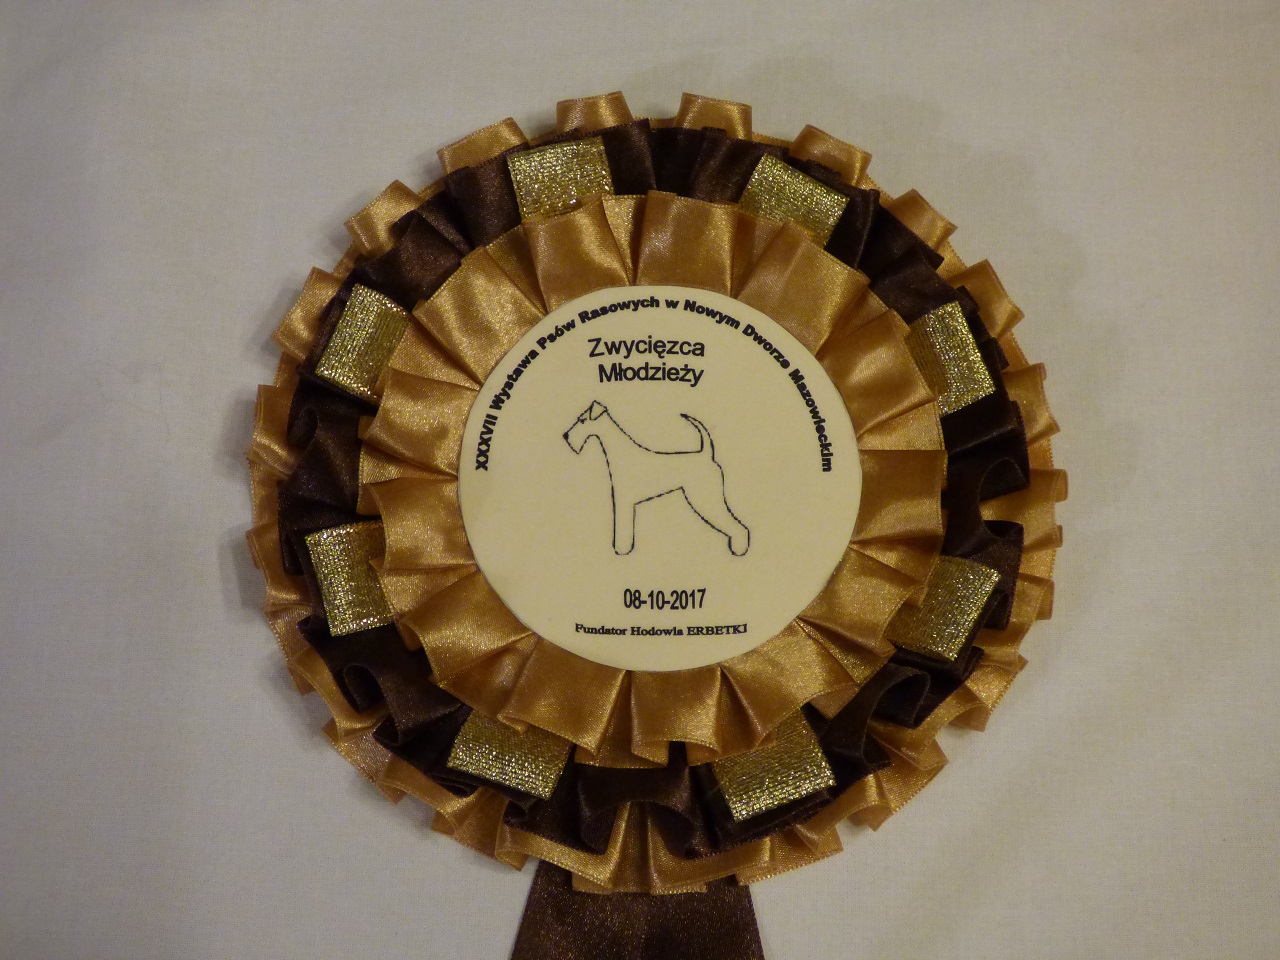 XXXVII Wystawa Psów Rasowych w Nowym Dworze Mazowieckim
Zwycięzca
Młodzieży
08-10-2017
Fundator Hodowla ERBETKI